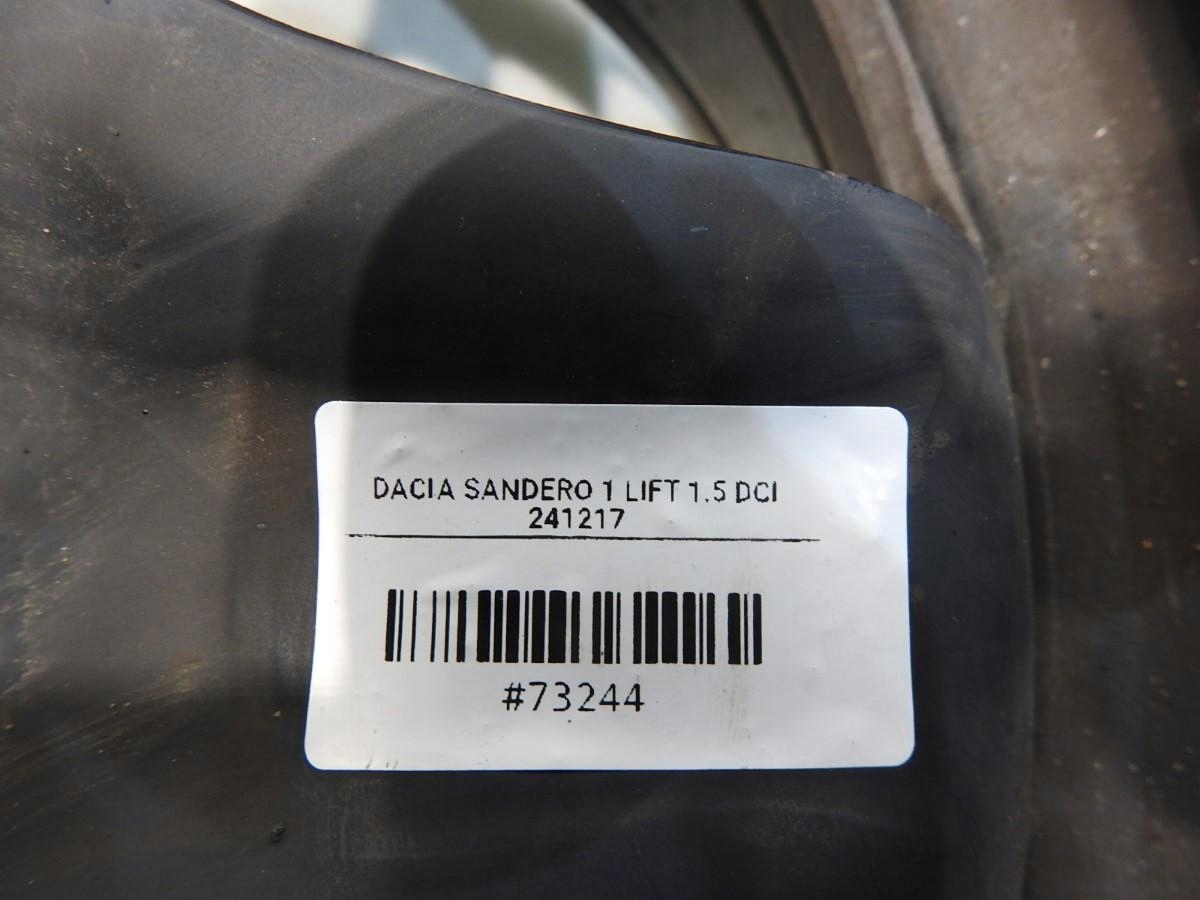 DACIA SANDERO 1 LIFT 1.5 DCI
241217
#73244